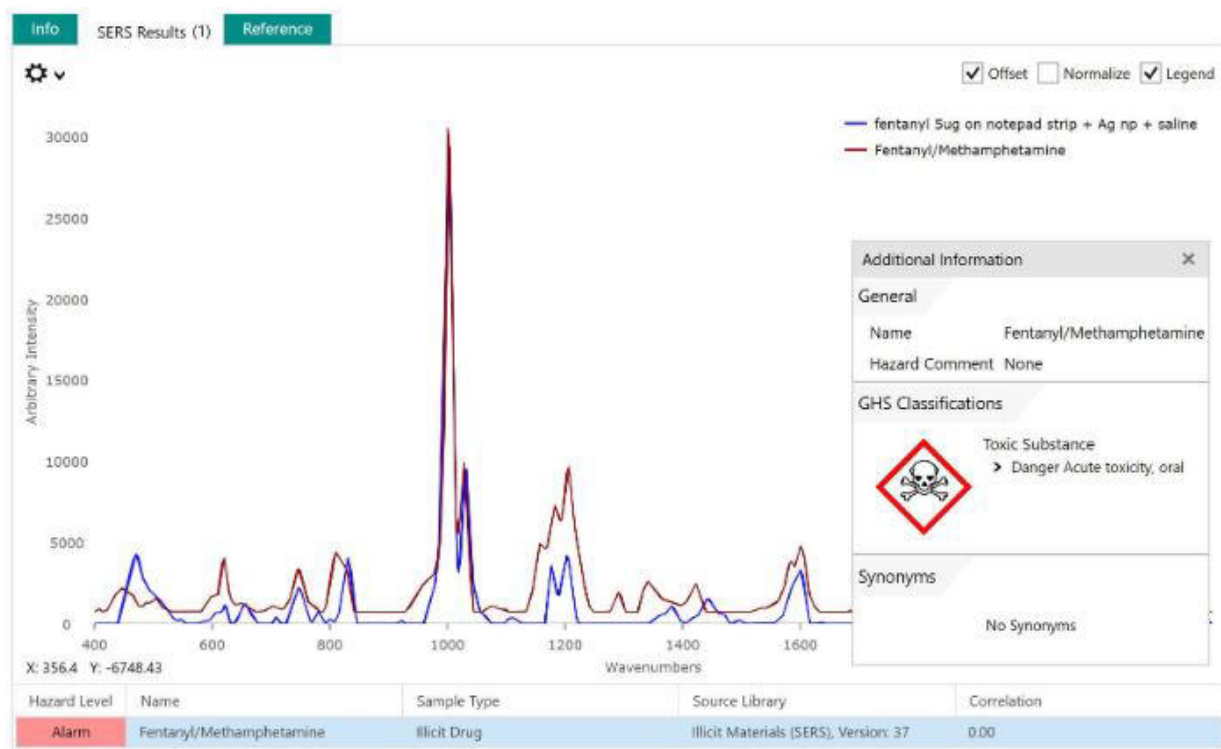 Info SERS Results (1) Reference
Offset Normalize Legend
fentanyl 5ug on notepad strip + Ag np + saline
Fentanyl/Methamphetamine
30000
25000
20000
15000
10000
5000
0
Arbitrary Intensity
400 600 800 1000 1200 1400 1600
X: 356.4 Y: -6748.43
Wavenumbers
Additional Information ×
General
Name Fentanyl/Methamphetamine
Hazard Comment None
GHS Classifications
Toxic Substance
> Danger Acute toxicity, oral
Synonyms
No Synonyms
Hazard Level Name Sample Type Source Library Correlation
Alarm Fentanyl/Methamphetamine Illicit Drug Illicit Materials (SERS), Version: 37 0.00